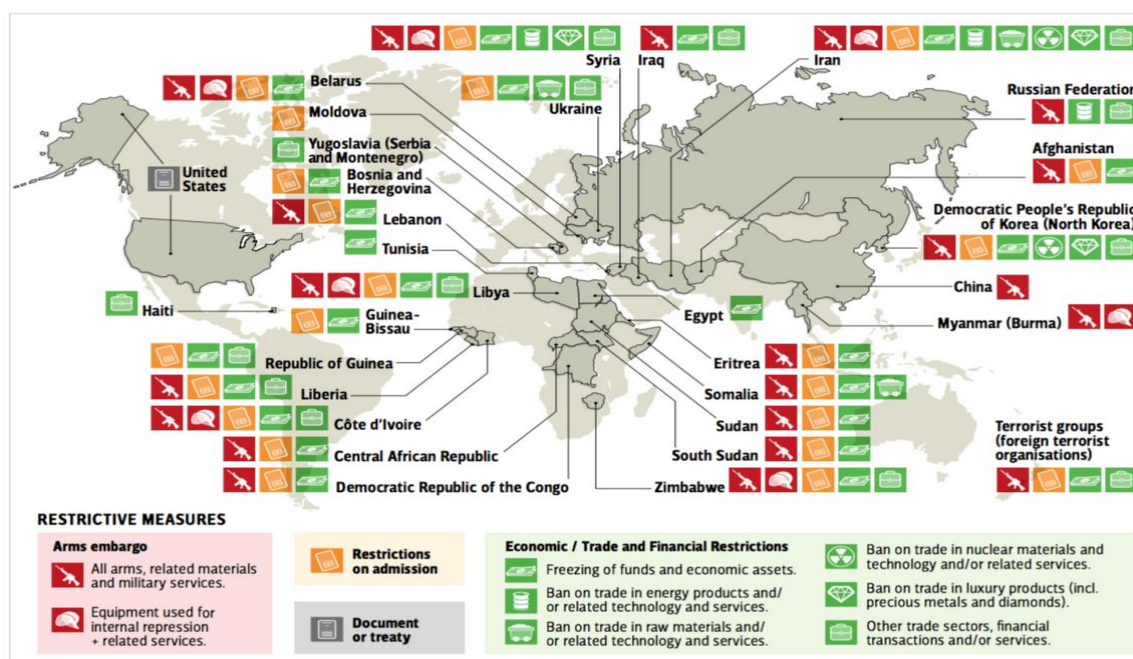 Syria
Iraq
Iran
Belarus
Ukraine
Russian Federation
Moldova
Yugoslavia (Serbia
and Montenegro)
Afghanistan
United
States
Bosnia and
Herzegovina
Lebanon
Democratic People's Republic
of Korea (North Korea)
Tunisia
China
Libya
Haiti
Guinea-
Bissau
Egypt
Myanmar (Burma)
Republic of Guinea
Eritrea
Liberia
Somalia
Côte d'Ivoire
Sudan
Terrorist groups
(foreign terrorist
organisations)
Central African Republic
South Sudan
Democratic Republic of the Congo
Zimbabwe
RESTRICTIVE MEASURES
Arms embargo
All arms, related materials
and military services.
Equipment used for
internal repression
+ related services.
Restrictions
on admission
Document
or treaty
Economic / Trade and Financial Restrictions
Freezing of funds and economic assets.
Ban on trade in energy products and/
or related technology and services.
Ban on trade in raw materials and/
or related technology and services.
Ban on trade in nuclear materials and
technology and/or related services.
Ban on trade in luxury products (incl.
precious metals and diamonds).
Other trade sectors, financial
transactions and/or services.